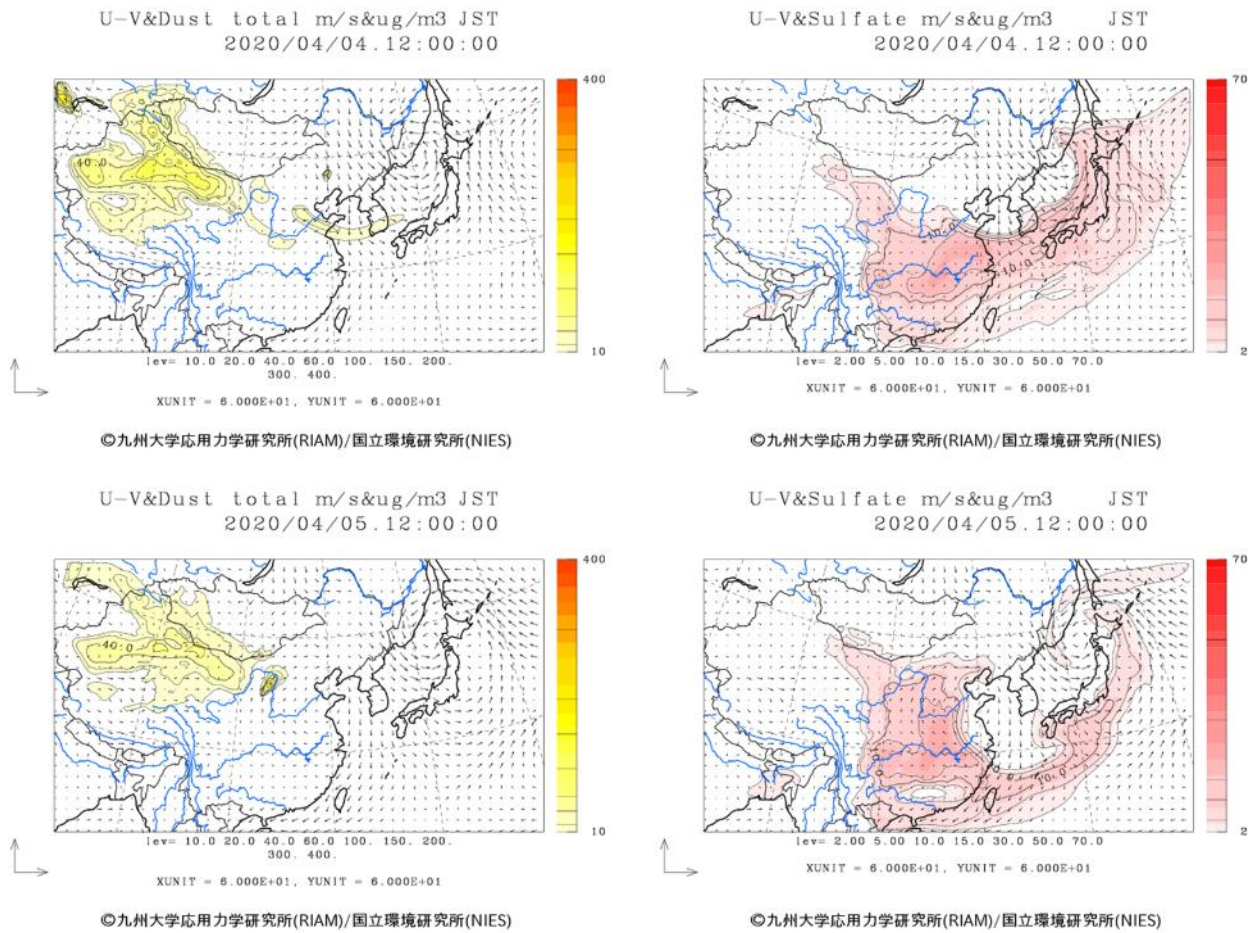 U-V&Dust total m/s&ug/m3 JST
2020/04/04.12:00:00
400
40.0
10
lev= 10.0 20.0 40.0 60.0 100. 150. 200.
300. 400.
XUNIT = 6.000E+01, YUNIT = 6.000E+01
©九州大学応用力学研究所(RIAM)/国立環境研究所(NIES)
U-V&Sulfate m/s&ug/m3 JST
2020/04/04.12:00:00
70
10.0
2
lev= 2.00 5.00 10.0 15.0 30.0 50.0 70.0
XUNIT = 6.000E+01, YUNIT = 6.000E+01
©九州大学応用力学研究所(RIAM)/国立環境研究所(NIES)
U-V&Dust total m/s&ug/m3 JST
2020/04/05.12:00:00
400
40.0
10
lev= 10.0 20.0 40.0 60.0 100. 150. 200.
300. 400.
XUNIT = 6.000E+01, YUNIT = 6.000E+01
©九州大学応用力学研究所(RIAM)/国立環境研究所(NIES)
U-V&Sulfate m/s&ug/m3 JST
2020/04/05.12:00:00
70
10.0
2
lev= 2.00 5.00 10.0 15.0 30.0 50.0 70.0
XUNIT = 6.000E+01, YUNIT = 6.000E+01
©九州大学応用力学研究所(RIAM)/国立環境研究所(NIES)